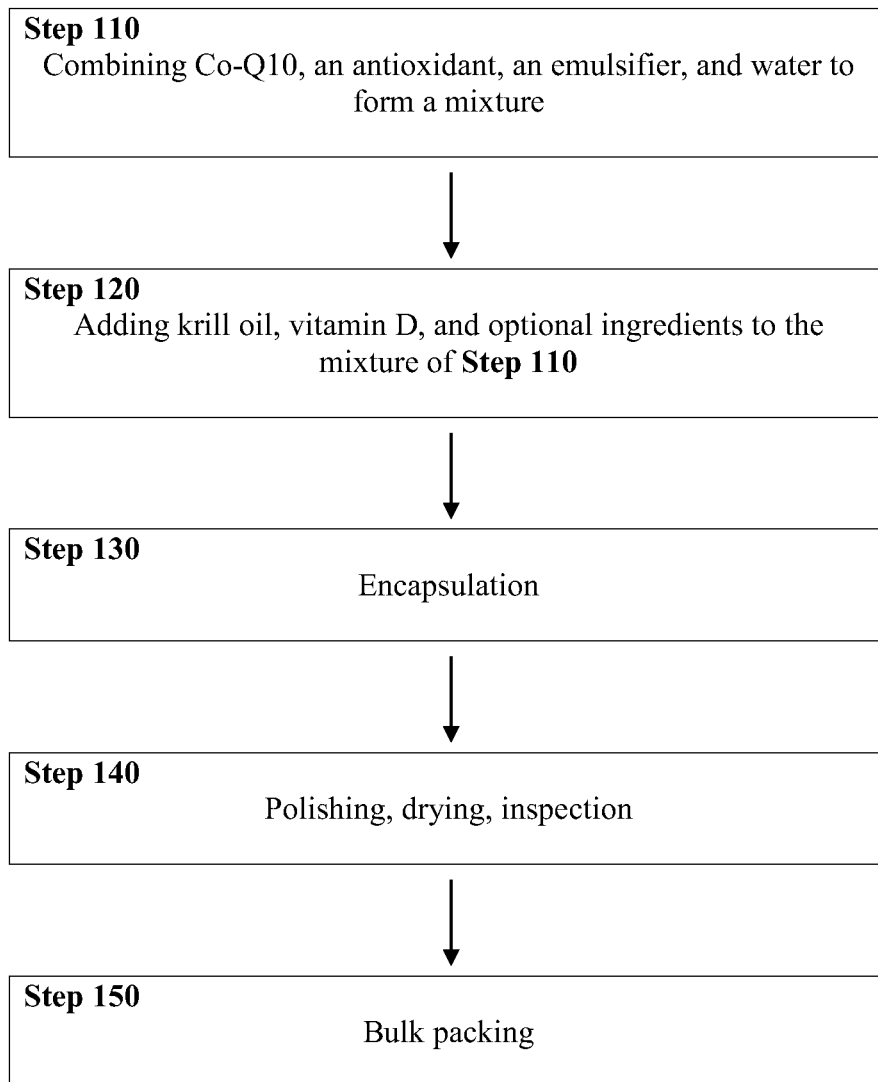 Step 110
Combining Co-Q10, an antioxidant, an emulsifier, and water to
form a mixture
Step 120
Adding krill oil, vitamin D, and optional ingredients to the
mixture of Step 110
Step 130
Encapsulation
Step 140
Polishing, drying, inspection
Step 150
Bulk packing